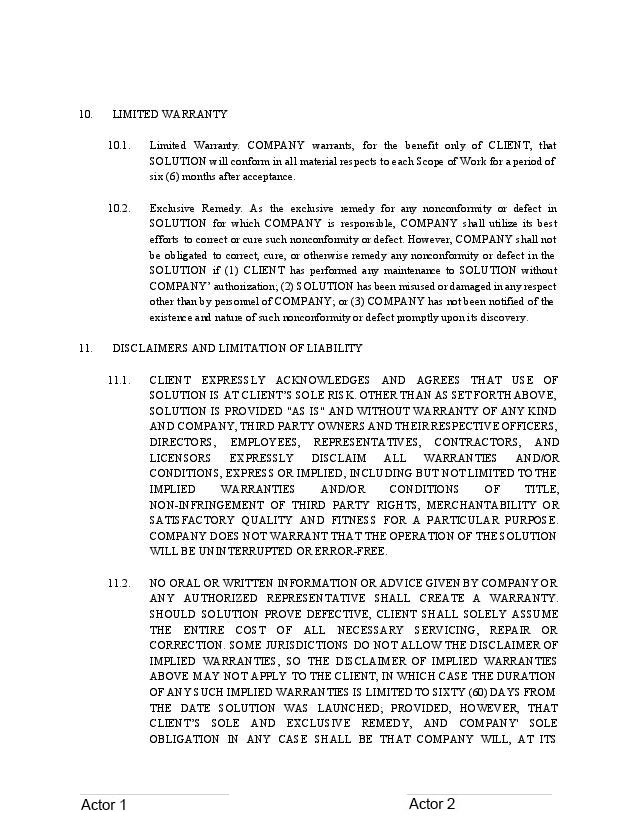 10. LIMITED WARRANTY
10.1. Limited Warranty. COMPANY warrants, for the benefit only of CLIENT, that
SOLUTION will conform in all material respects to each Scope of Work for a period of
six (6) months after acceptance.
10.2. Exclusive Remedy. As the exclusive remedy for any nonconformity or defect in
SOLUTION for which COMPANY is responsible, COMPANY shall utilize its best
efforts to correct or cure such nonconformity or defect. However, COMPANY shall not
be obligated to correct, cure, or otherwise remedy any nonconformity or defect in the
SOLUTION if (1) CLIENT has performed any maintenance to SOLUTION without
COMPANY' authorization; (2) SOLUTION has been misused or damaged in any respect
other than by personnel of COMPANY; or (3) COMPANY has not been notified of the
existence and nature of such nonconformity or defect promptly upon its discovery.
11. DISCLAIMERS AND LIMITATION OF LIABILITY
11.1. CLIENT EXPRESSLY ACKNOWLEDGES AND AGREES THAT USE OF
SOLUTION IS AT CLIENT'S SOLE RISK. OTHER THAN AS SET FORTH ABOVE,
SOLUTION IS PROVIDED "AS IS" AND WITHOUT WARRANTY OF ANY KIND
AND COMPANY, THIRD PARTY OWNERS AND THEIR RESPECTIVE OFFICERS,
DIRECTORS, EMPLOYEES, REPRESENTATIVES, CONTRACTORS, AND
LICENSORS EXPRESSLY DISCLAIM ALL WARRANTIES AND/OR
CONDITIONS, EXPRESS OR IMPLIED, INCLUDING BUT NOT LIMITED TO THE
IMPLIED WARRANTIES AND/OR CONDITIONS OF TITLE,
NON-INFRINGEMENT OF THIRD PARTY RIGHTS, MERCHANTABILITY OR
SATISFACTORY QUALITY AND FITNESS FOR A PARTICULAR PURPOSE.
COMPANY DOES NOT WARRANT THAT THE OPERATION OF THE SOLUTION
WILL BE UNINTERRUPTED OR ERROR-FREE.
11.2. NO ORAL OR WRITTEN INFORMATION OR ADVICE GIVEN BY COMPANY OR
ANY AUTHORIZED REPRESENTATIVE SHALL CREATE A WARRANTY.
SHOULD SOLUTION PROVE DEFECTIVE, CLIENT SHALL SOLELY ASSUME
THE ENTIRE COST OF ALL NECESSARY SERVICING, REPAIR OR
CORRECTION. SOME JURISDICTIONS DO NOT ALLOW THE DISCLAIMER OF
IMPLIED WARRANTIES, SO THE DISCLAIMER OF IMPLIED WARRANTIES
ABOVE MAY NOT APPLY TO THE CLIENT, IN WHICH CASE THE DURATION
OF ANY SUCH IMPLIED WARRANTIES IS LIMITED TO SIXTY (60) DAYS FROM
THE DATE SOLUTION WAS LAUNCHED; PROVIDED, HOWEVER, THAT
CLIENT'S SOLE AND EXCLUSIVE REMEDY, AND COMPANY' SOLE
OBLIGATION IN ANY CASE SHALL BE THAT COMPANY WILL, AT ITS
Actor 1 Actor 2